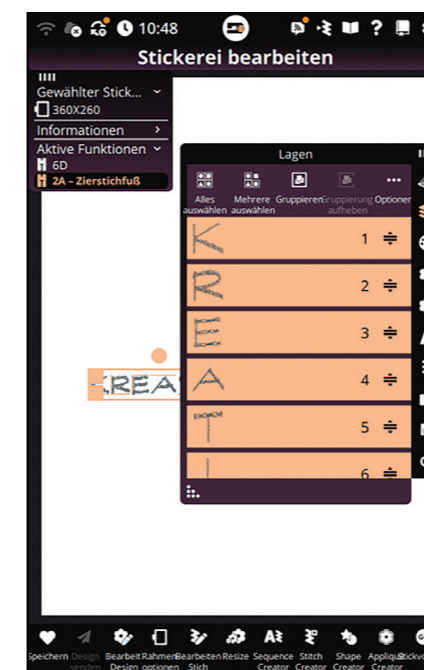 10:48
?
Stickerei bearbeiten
Gewählter Stick...
360X260
Informationen
Aktive Funktionen
6D
2A – Zierstichfuß
Lagen
Alles auswählen
Mehrere auswählen
Gruppieren
Gruppierung aufheben
Optionen
K 1
R 2
E 3
A 4
T 5
I 6
KREA
Speichern
Design senden
Bearbeit Design
Rahmen optionen
Bearbeiten Stich
Resize
Sequence Creator
Stitch Creator
Shape Creator
Appliqué Creator